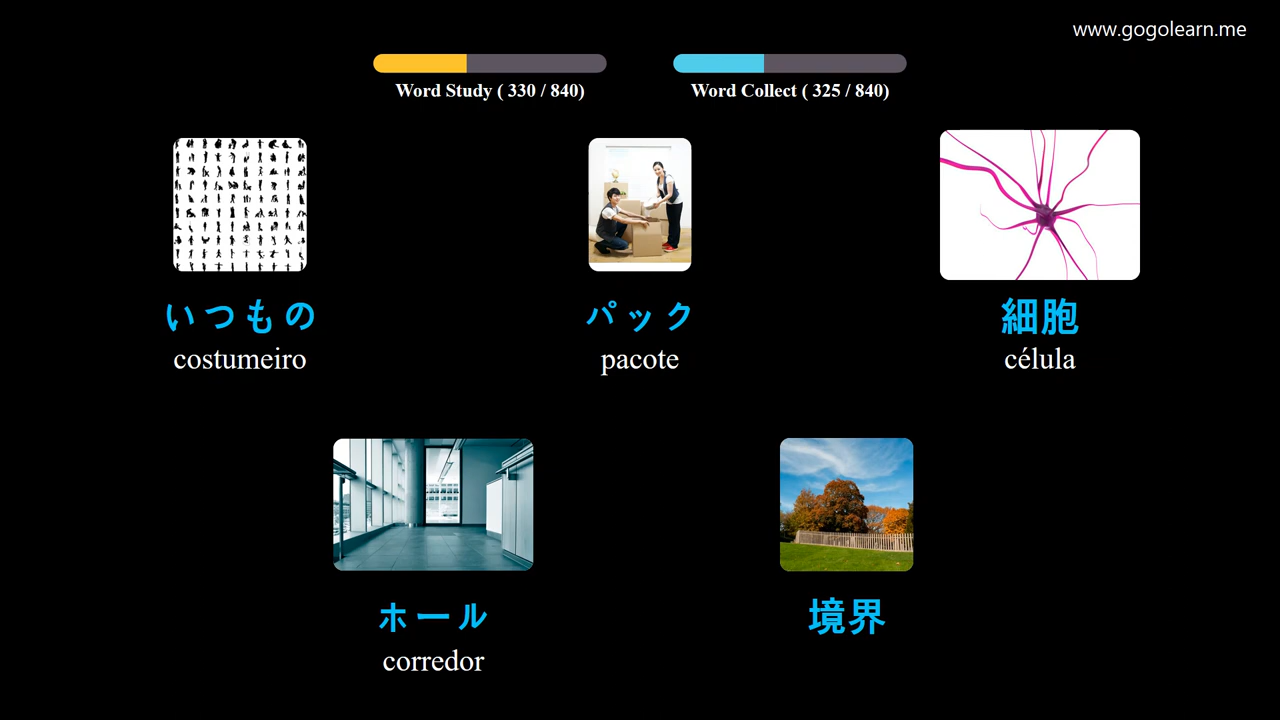 www.gogolearn.me
Word Study ( 330 / 840)
Word Collect ( 325 / 840)
いつもの
costumeiro
パック
pacote
細胞
célula
ホール
corredor
境界